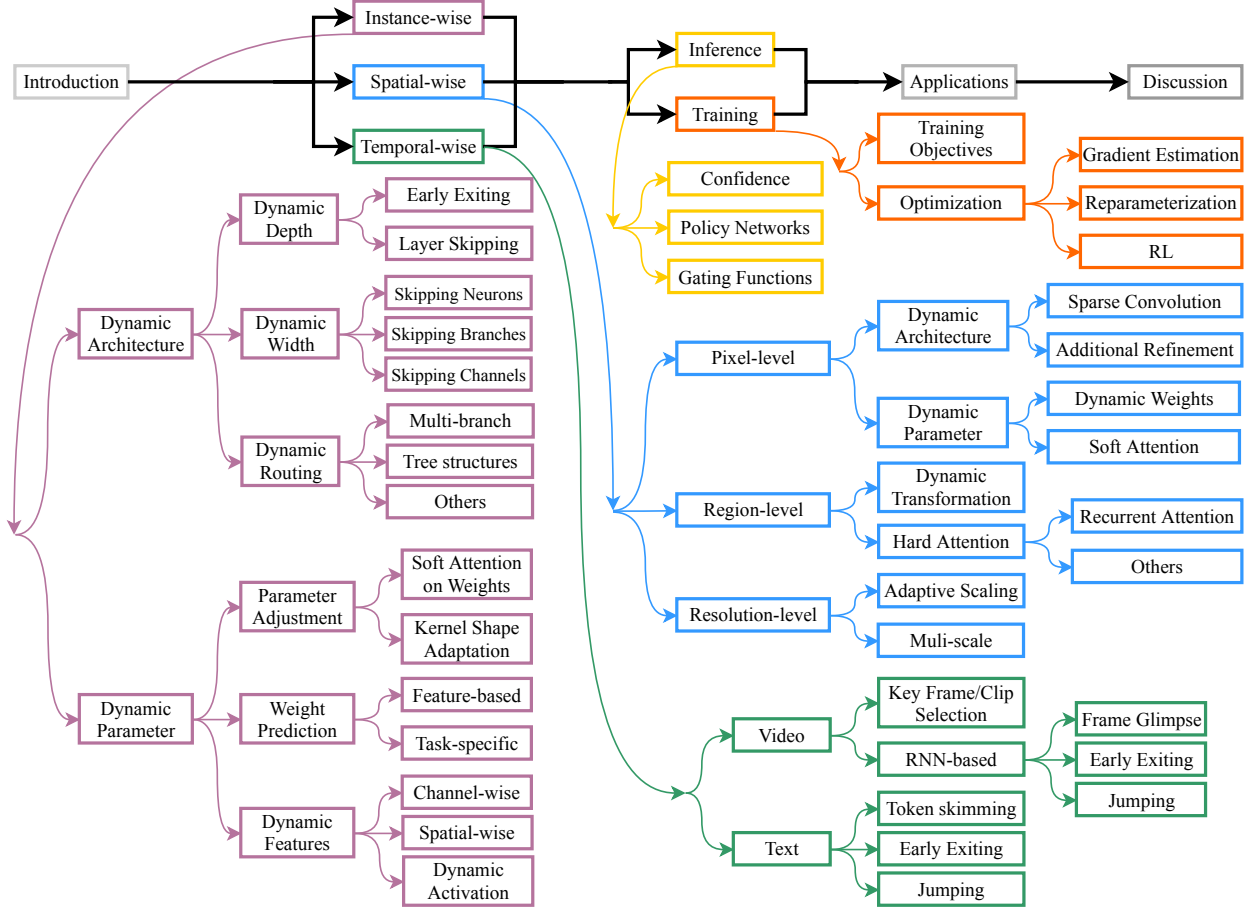 Instance-wise
Introduction
Spatial-wise
Temporal-wise
Inference
Training
Applications
Discussion
Training
Objectives
Optimization
Gradient Estimation
Reparameterization
RL
Confidence
Policy Networks
Gating Functions
Dynamic
Architecture
Dynamic
Depth
Early Exiting
Layer Skipping
Dynamic
Width
Skipping Neurons
Skipping Branches
Skipping Channels
Dynamic
Routing
Multi-branch
Tree structures
Others
Dynamic
Parameter
Parameter
Adjustment
Soft Attention
on Weights
Kernel Shape
Adaptation
Weight
Prediction
Feature-based
Task-specific
Dynamic
Features
Channel-wise
Spatial-wise
Dynamic
Activation
Pixel-level
Dynamic
Architecture
Sparse Convolution
Additional Refinement
Dynamic
Parameter
Dynamic Weights
Soft Attention
Region-level
Dynamic
Transformation
Hard Attention
Recurrent Attention
Others
Resolution-level
Adaptive Scaling
Muli-scale
Video
Key Frame/Clip
Selection
RNN-based
Frame Glimpse
Early Exiting
Jumping
Text
Token skimming
Early Exiting
Jumping